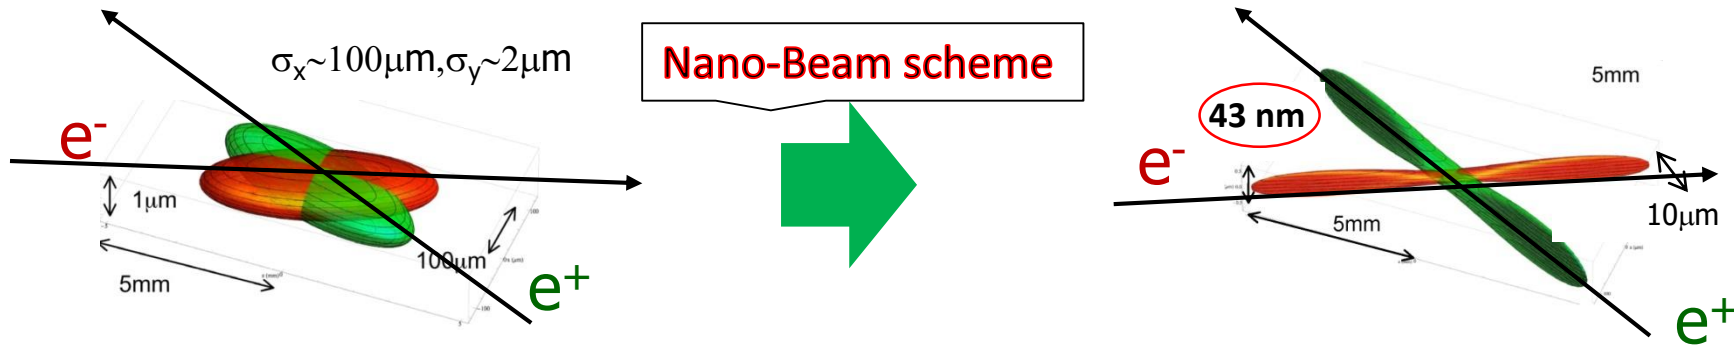 σx~100μm,σy~2μm
Nano-Beam scheme
e-
1μm
5mm
100μm
e+
5mm
43 nm
e-
5mm
10μm
e+